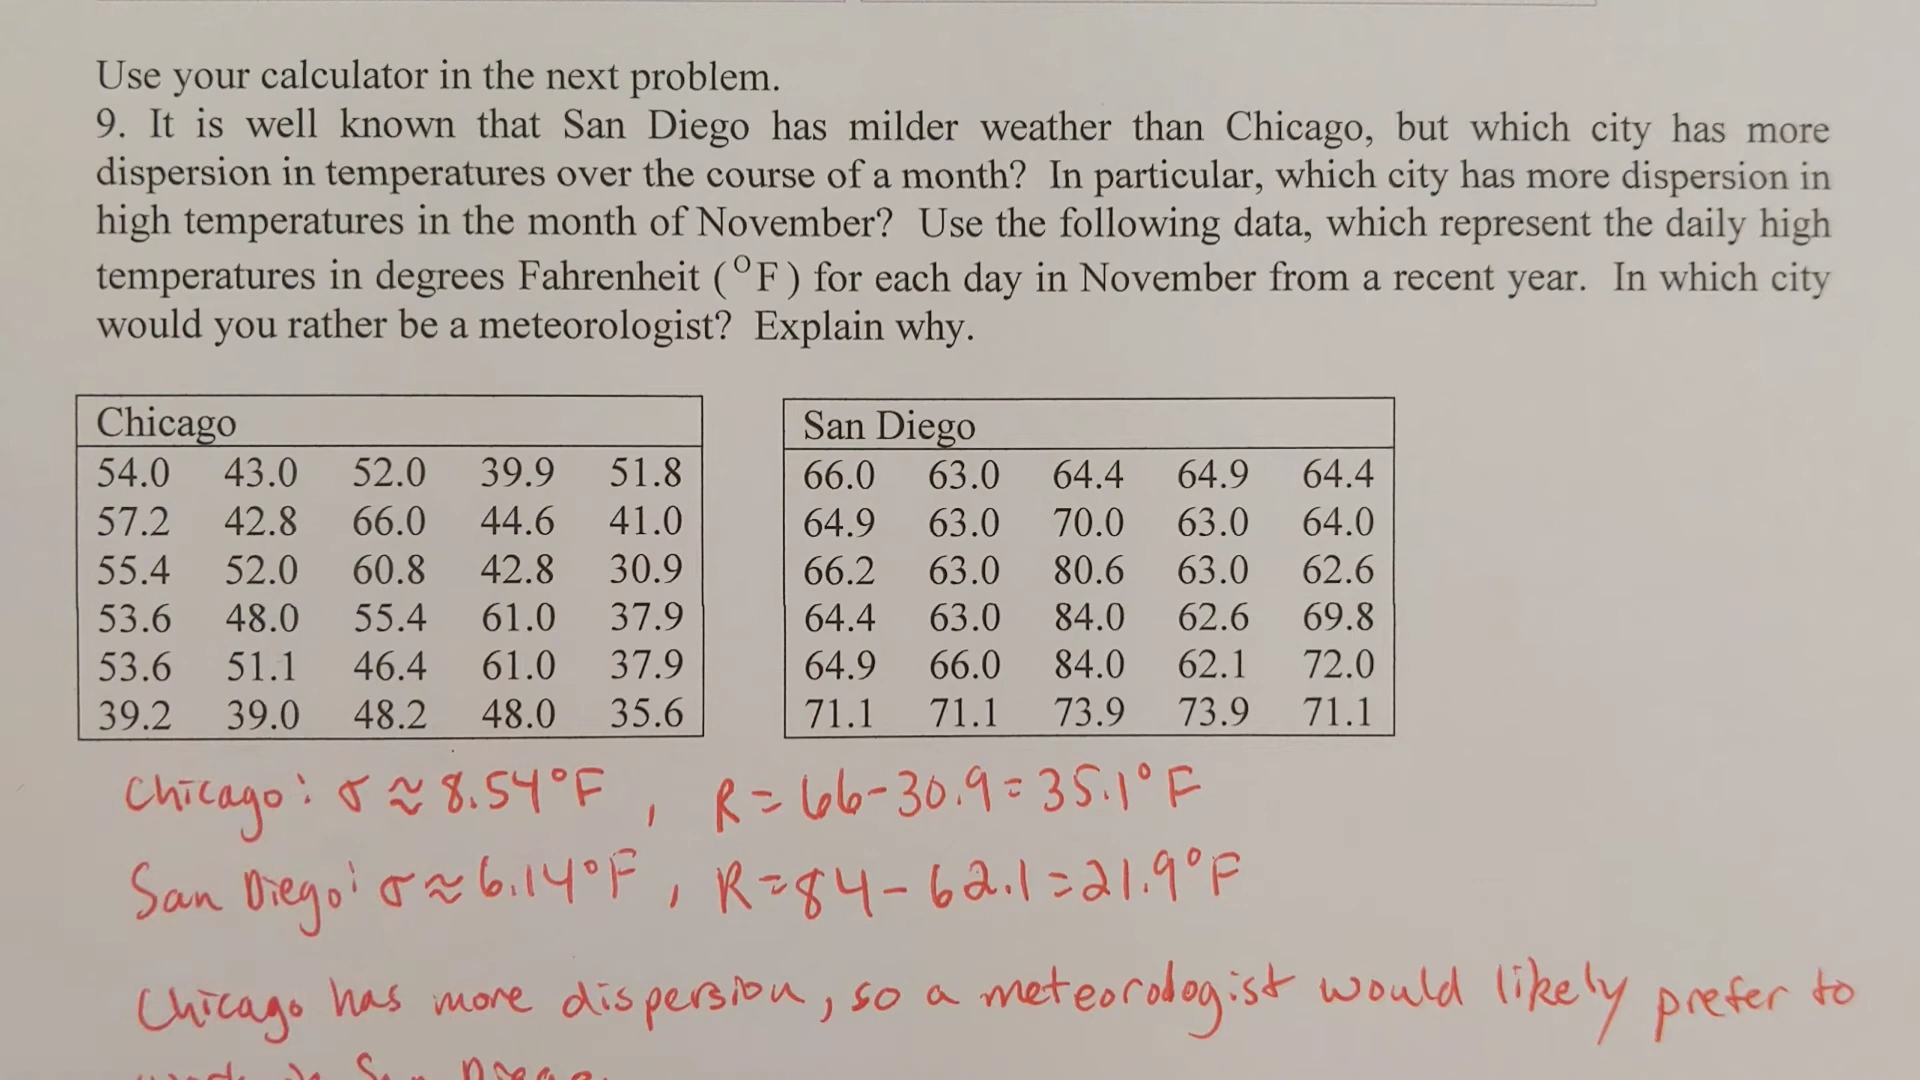 Use your calculator in the next problem.
9. It is well known that San Diego has milder weather than Chicago, but which city has more
dispersion in temperatures over the course of a month? In particular, which city has more dispersion in
high temperatures in the month of November? Use the following data, which represent the daily high
temperatures in degrees Fahrenheit (°F) for each day in November from a recent year. In which city
would you rather be a meteorologist? Explain why.
Chicago
54.0 43.0 52.0 39.9 51.8
57.2 42.8 66.0 44.6 41.0
55.4 52.0 60.8 42.8 30.9
53.6 48.0 55.4 61.0 37.9
53.6 51.1 46.4 61.0 37.9
39.2 39.0 48.2 48.0 35.6
San Diego
66.0 63.0 64.4 64.9 64.4
64.9 63.0 70.0 63.0 64.0
66.2 63.0 80.6 63.0 62.6
64.4 63.0 84.0 62.6 69.8
64.9 66.0 84.0 62.1 72.0
71.1 71.1 73.9 73.9 71.1
Chicago: σ ≈ 8.54°F, R = 66-30.9 = 35.1°F
San Diego: σ ≈ 6.14°F, R = 84-62.1 = 21.9°F
Chicago has more dispersion, so a meteorologist would likely prefer to
San Diego.